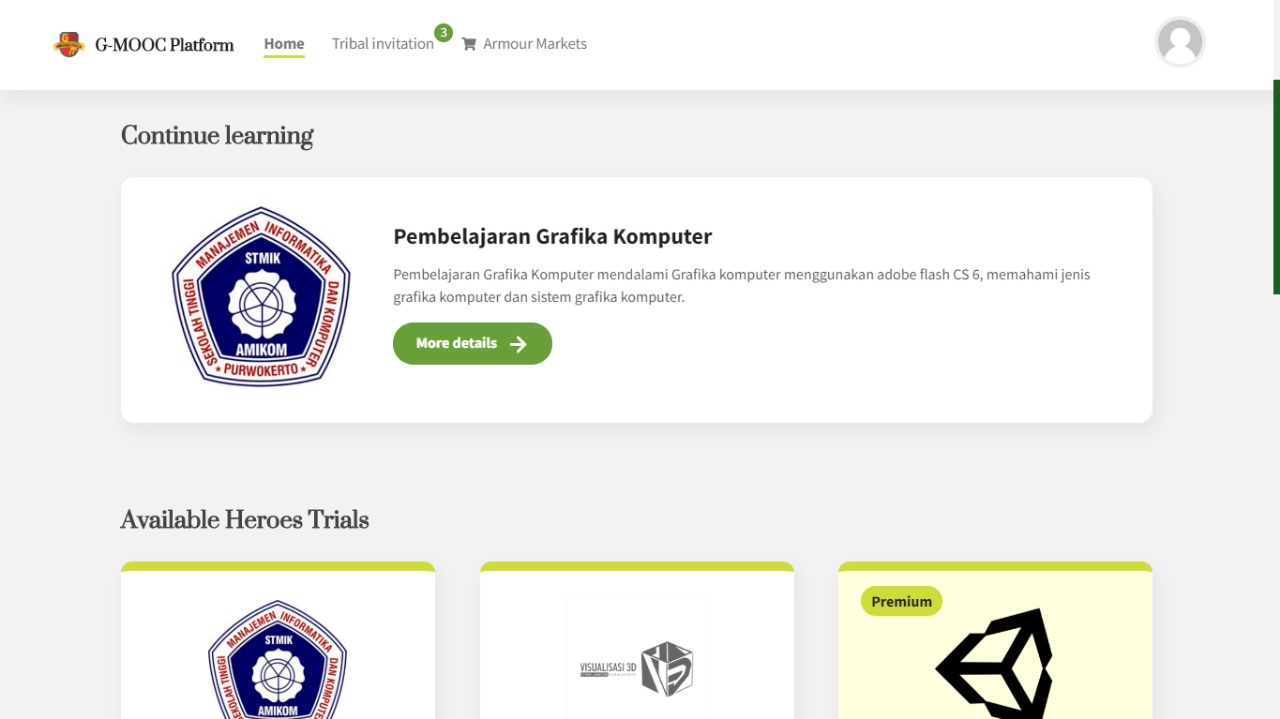 G-MOOC Platform
Home
Tribal invitation
3
Armour Markets
Continue learning
SEKOLAH TINGGI MANAJEMEN INFORMATIKA DAN KOMPUTER
STMIK
AMIKOM
★ PURWOKERTO ★
Pembelajaran Grafika Komputer
Pembelajaran Grafika Komputer mendalami Grafika komputer menggunakan adobe flash CS 6, memahami jenis
grafika komputer dan sistem grafika komputer.
More details
Available Heroes Trials
TINGGI MANAJEMEN INFORMATIKA DAN KOMPUTER
STMIK
AMIKOM
VISUALISASI 3D
Premium